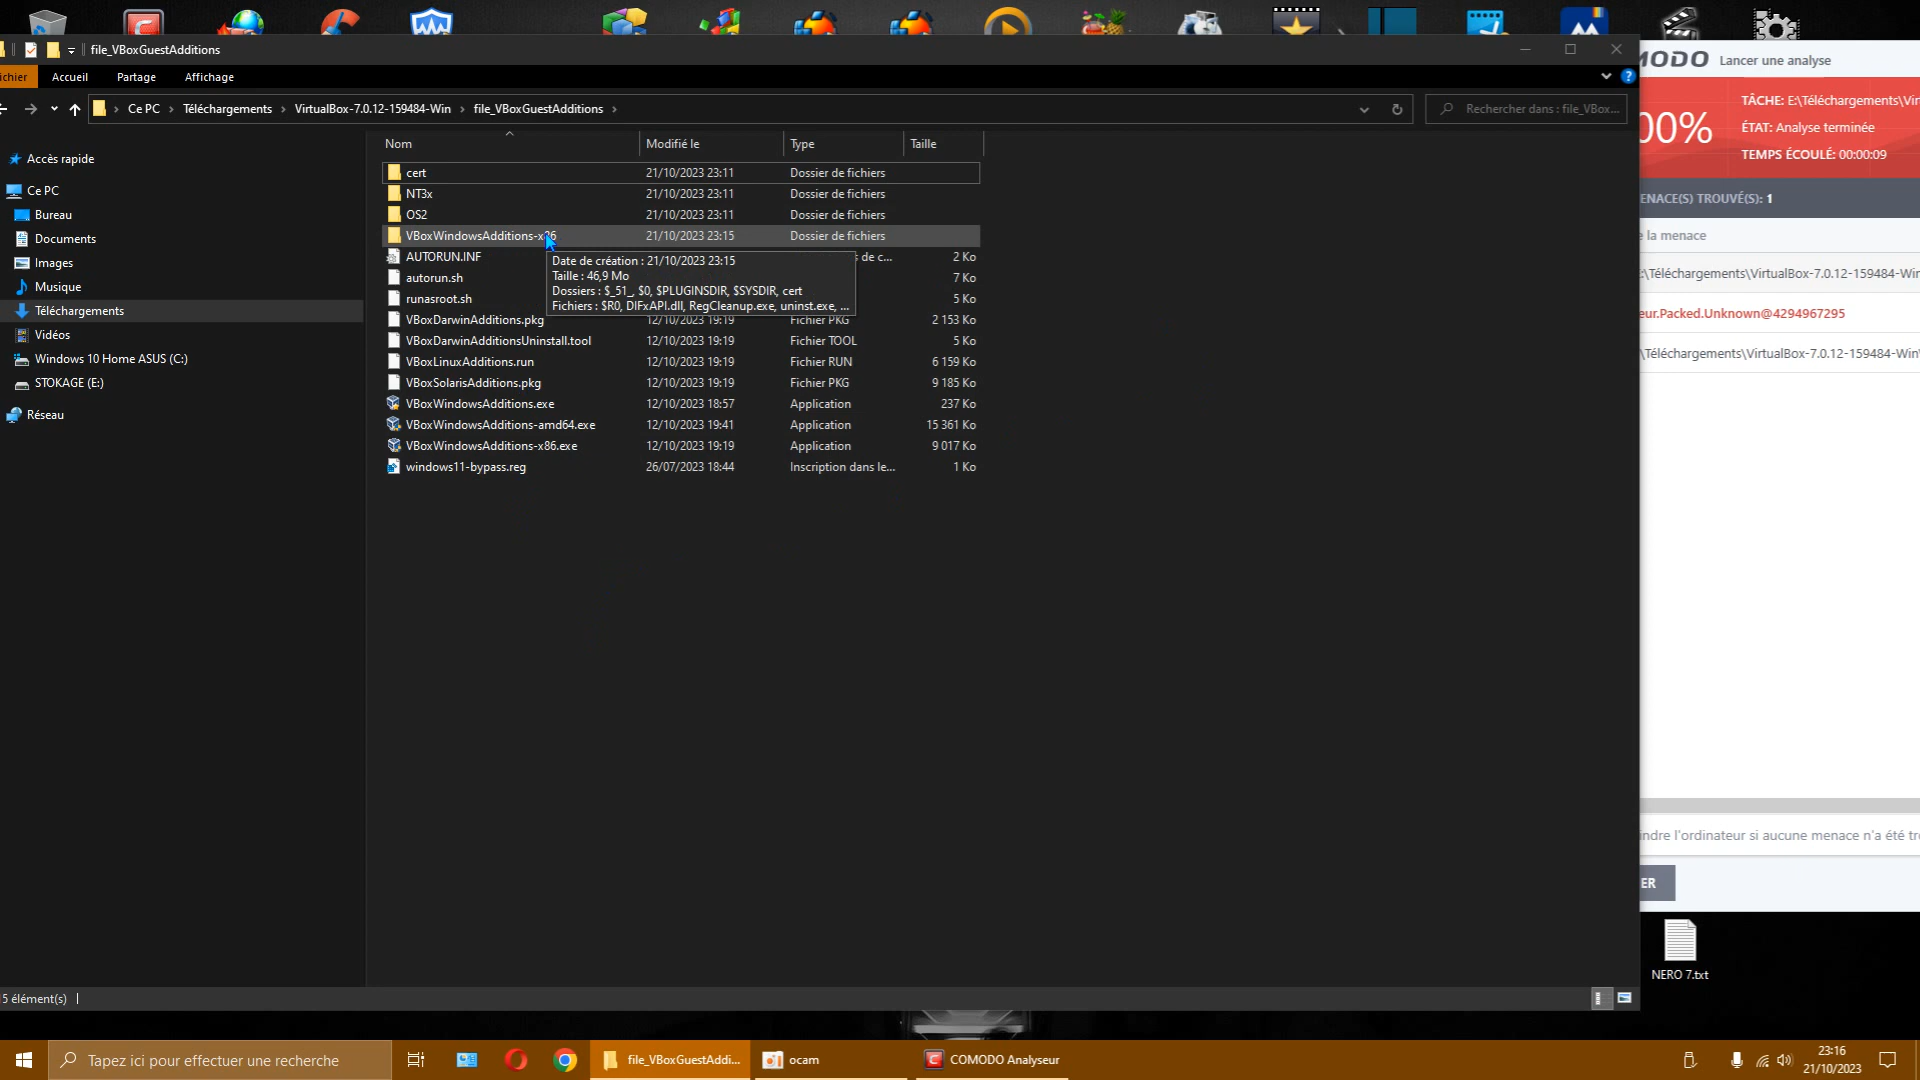 file_VBoxGuestAdditions
ichier Accueil Partage Affichage
Ce PC › Téléchargements › VirtualBox-7.0.12-159484-Win › file_VBoxGuestAdditions ›
Rechercher dans : file_VBox...
Nom Modifié le Type Taille
Accès rapide
Ce PC
Bureau
Documents
Images
Musique
Téléchargements
Vidéos
Windows 10 Home ASUS (C:)
STOKAGE (E:)
Réseau
cert 21/10/2023 23:11 Dossier de fichiers
NT3x 21/10/2023 23:11 Dossier de fichiers
OS2 21/10/2023 23:11 Dossier de fichiers
VBoxWindowsAdditions-x86 21/10/2023 23:15 Dossier de fichiers
AUTORUN.INF s de c... 2 Ko
autorun.sh 7 Ko
runasroot.sh 5 Ko
VBoxDarwinAdditions.pkg 12/10/2023 19:19 Fichier PKG 2 153 Ko
VBoxDarwinAdditionsUninstall.tool 12/10/2023 19:19 Fichier TOOL 5 Ko
VBoxLinuxAdditions.run 12/10/2023 19:19 Fichier RUN 6 159 Ko
VBoxSolarisAdditions.pkg 12/10/2023 19:19 Fichier PKG 9 185 Ko
VBoxWindowsAdditions.exe 12/10/2023 18:57 Application 237 Ko
VBoxWindowsAdditions-amd64.exe 12/10/2023 19:41 Application 15 361 Ko
VBoxWindowsAdditions-x86.exe 12/10/2023 19:19 Application 9 017 Ko
windows11-bypass.reg 26/07/2023 18:44 Inscription dans le... 1 Ko
Date de création : 21/10/2023 23:15
Taille : 46,9 Mo
Dossiers : $_51_, $0, $PLUGINSDIR, $SYSDIR, cert
Fichiers : $R0, DIFxAPI.dll, RegCleanup.exe, uninst.exe, ...
5 élément(s)
MODO Lancer une analyse
00%
TÂCHE: E:\Téléchargements\Vir
ÉTAT: Analyse terminée
TEMPS ÉCOULÉ: 00:00:09
ENACE(S) TROUVÉ(S): 1
e la menace
:\Téléchargements\VirtualBox-7.0.12-159484-Wir
eur.Packed.Unknown@4294967295
\Téléchargements\VirtualBox-7.0.12-159484-Win\
indre l'ordinateur si aucune menace n'a été tr
ER
NERO 7.txt
Tapez ici pour effectuer une recherche
file_VBoxGuestAddi...
ocam
COMODO Analyseur
23:16
21/10/2023